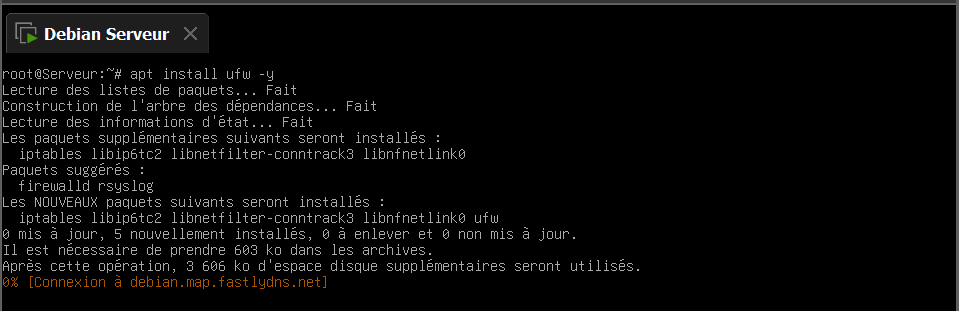 Debian Serveur
root@Serveur:~# apt install ufw -y
Lecture des listes de paquets... Fait
Construction de l'arbre des dépendances... Fait
Lecture des informations d'état... Fait
Les paquets supplémentaires suivants seront installés :
  iptables libip6tc2 libnetfilter-conntrack3 libnfnetlink0
Paquets suggérés :
  firewalld rsyslog
Les NOUVEAUX paquets suivants seront installés :
  iptables libip6tc2 libnetfilter-conntrack3 libnfnetlink0 ufw
0 mis à jour, 5 nouvellement installés, 0 à enlever et 0 non mis à jour.
Il est nécessaire de prendre 603 ko dans les archives.
Après cette opération, 3 606 ko d'espace disque supplémentaires seront utilisés.
0% [Connexion à debian.map.fastlydns.net]